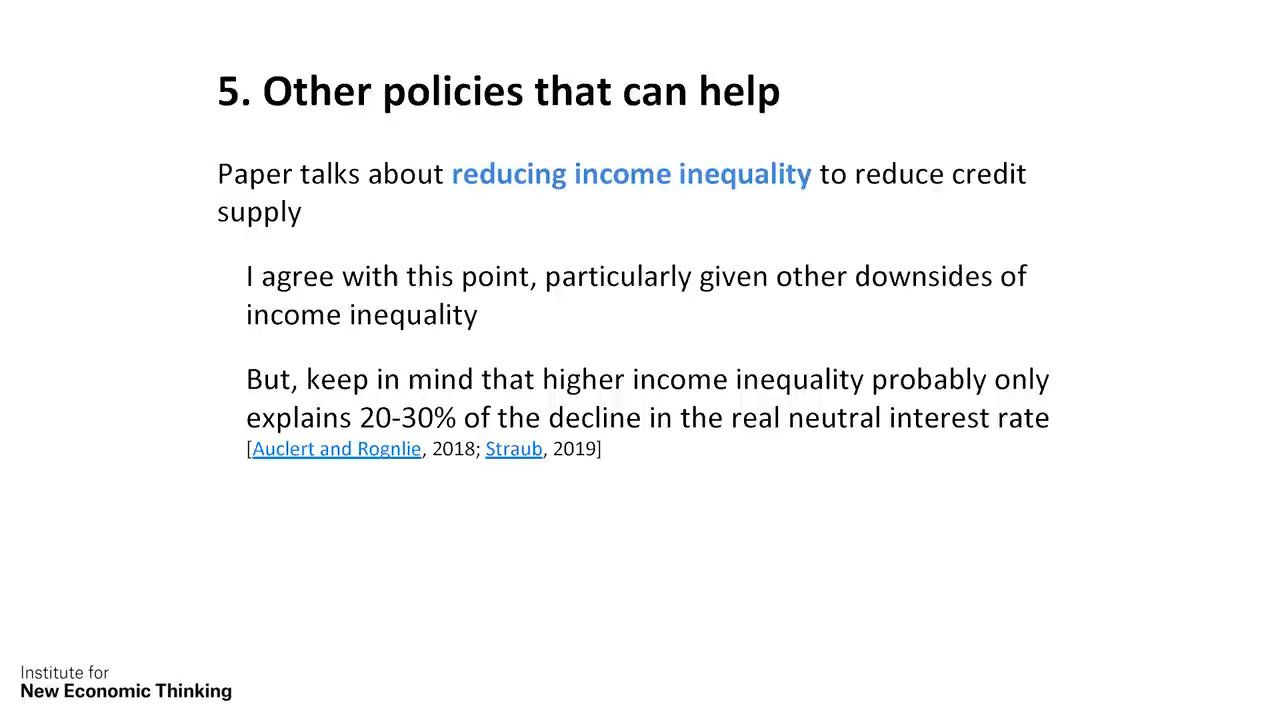 5. Other policies that can help
Paper talks about reducing income inequality to reduce credit
supply
I agree with this point, particularly given other downsides of
income inequality
But, keep in mind that higher income inequality probably only
explains 20-30% of the decline in the real neutral interest rate
[Auclert and Rognlie, 2018; Straub, 2019]
Institute for
New Economic Thinking